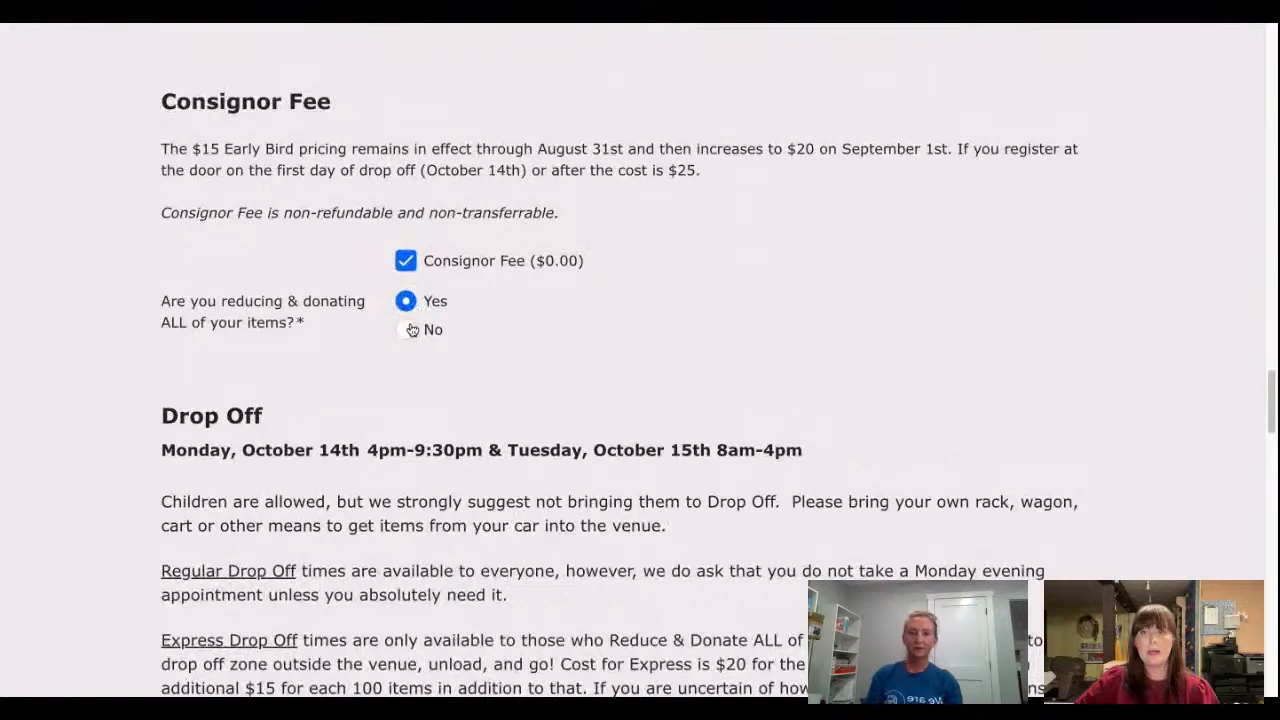 Consignor Fee
The $15 Early Bird pricing remains in effect through August 31st and then increases to $20 on September 1st. If you register at
the door on the first day of drop off (October 14th) or after the cost is $25.
Consignor Fee is non-refundable and non-transferrable.
Consignor Fee ($0.00)
Are you reducing & donating
ALL of your items?*
Yes
No
Drop Off
Monday, October 14th 4pm-9:30pm & Tuesday, October 15th 8am-4pm
Children are allowed, but we strongly suggest not bringing them to Drop Off. Please bring your own rack, wagon,
cart or other means to get items from your car into the venue.
Regular Drop Off times are available to everyone, however, we do ask that you do not take a Monday evening
appointment unless you absolutely need it.
Express Drop Off times are only available to those who Reduce & Donate ALL of to
drop off zone outside the venue, unload, and go! Cost for Express is $20 for the
additional $15 for each 100 items in addition to that. If you are uncertain of how
We are